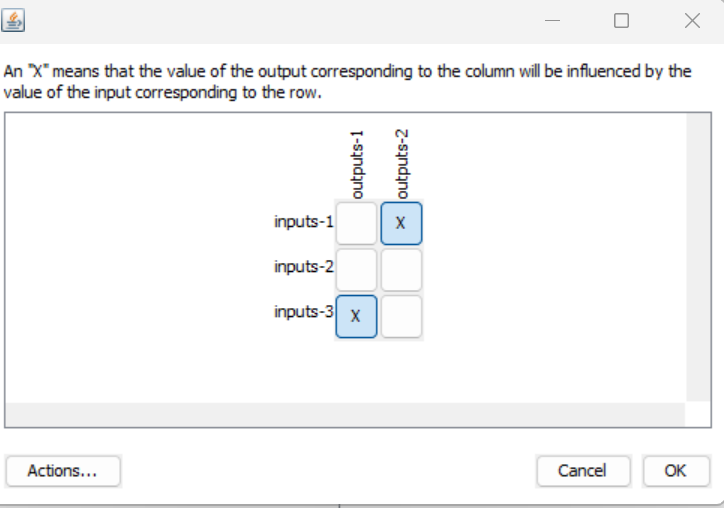 An "X" means that the value of the output corresponding to the column will be influenced by the
value of the input corresponding to the row.
outputs-1 outputs-2
inputs-1 X
inputs-2
inputs-3 X
Actions... Cancel OK